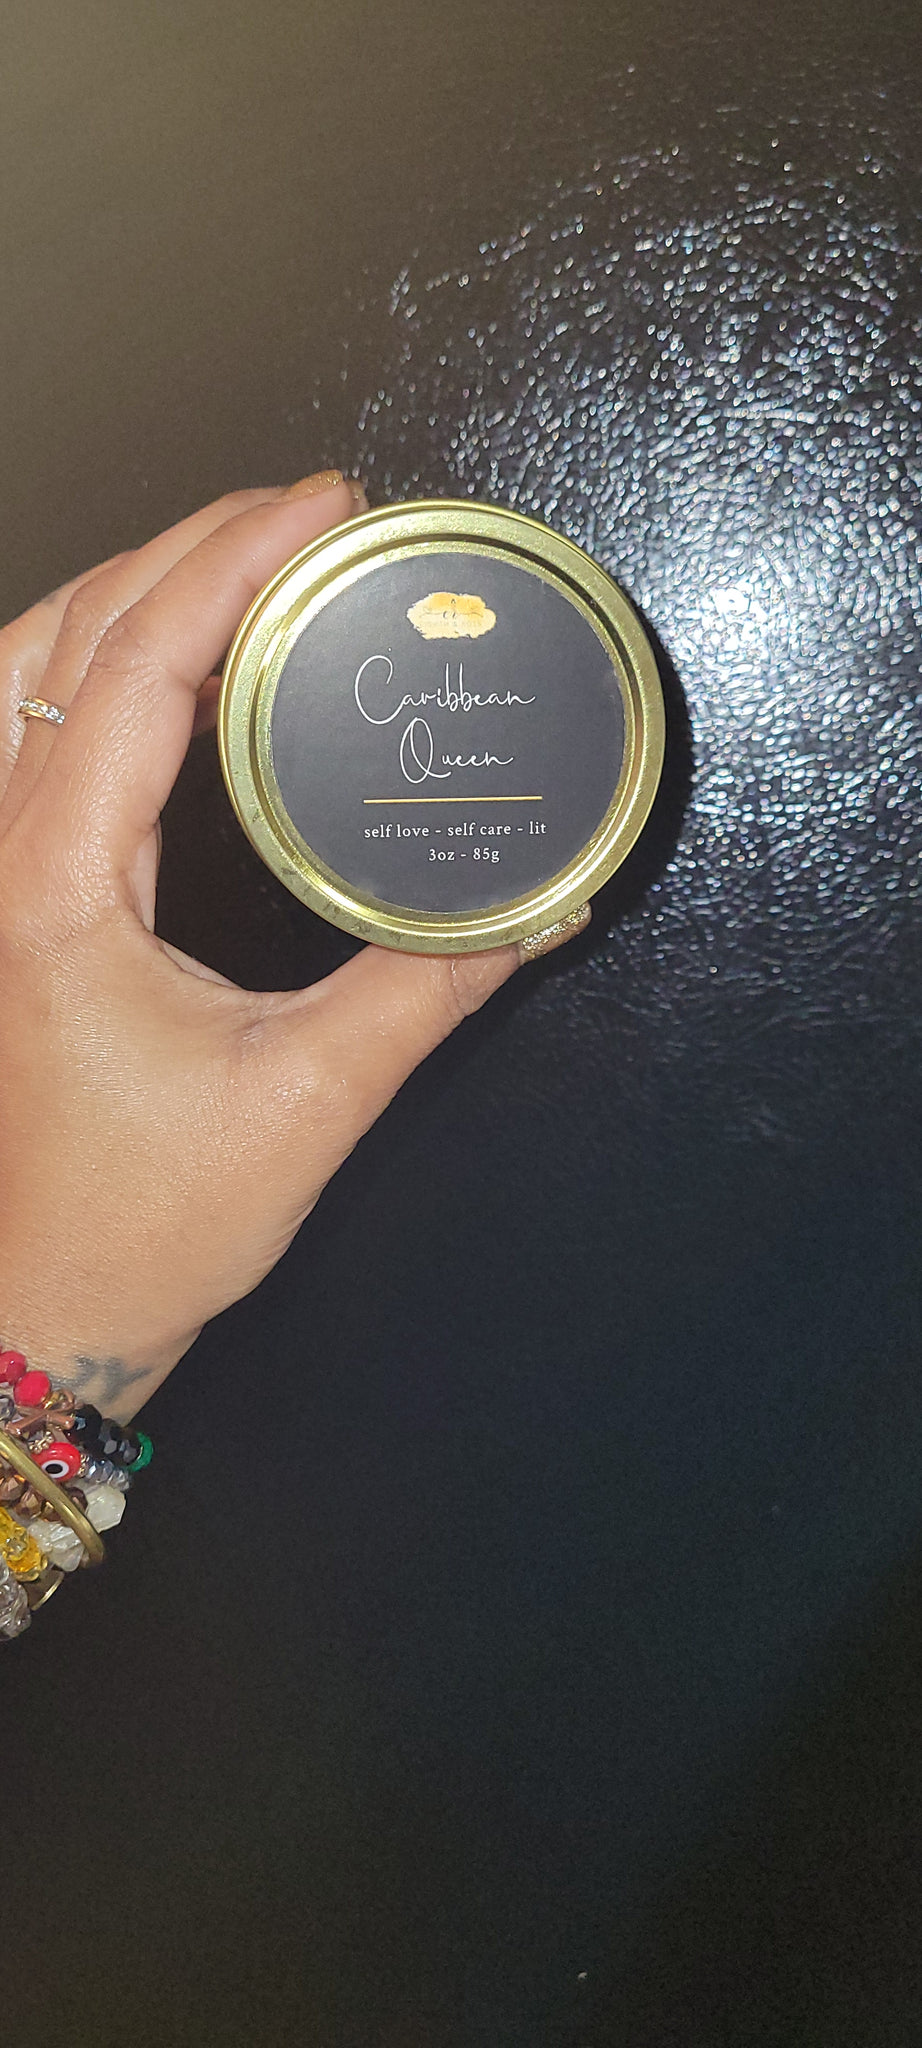 Caribbean
Queen
self love - self care - lit
3oz - 85g